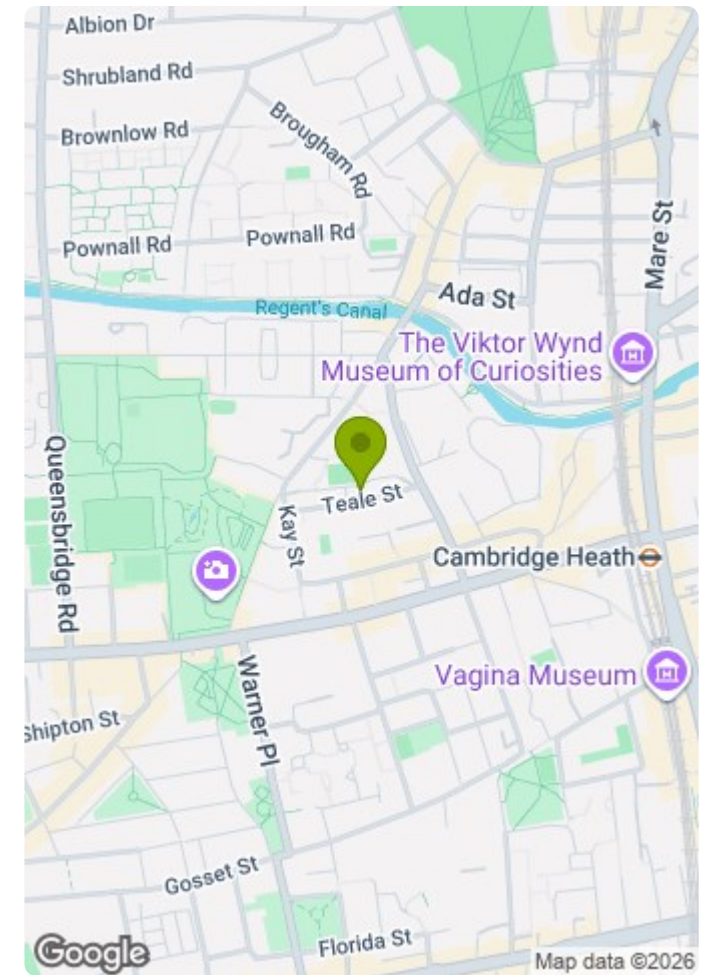 Albion Dr
Shrubland Rd
Brownlow Rd
Brougham Rd
Pownall Rd
Pownall Rd
Mare St
Ada St
Regent's Canal
The Viktor Wynd
Museum of Curiosities
Queensbridge Rd
Teale St
Kay St
Cambridge Heath
Vagina Museum
Warner Pl
Shipton St
Gosset St
Florida St
Google
Map data ©2026